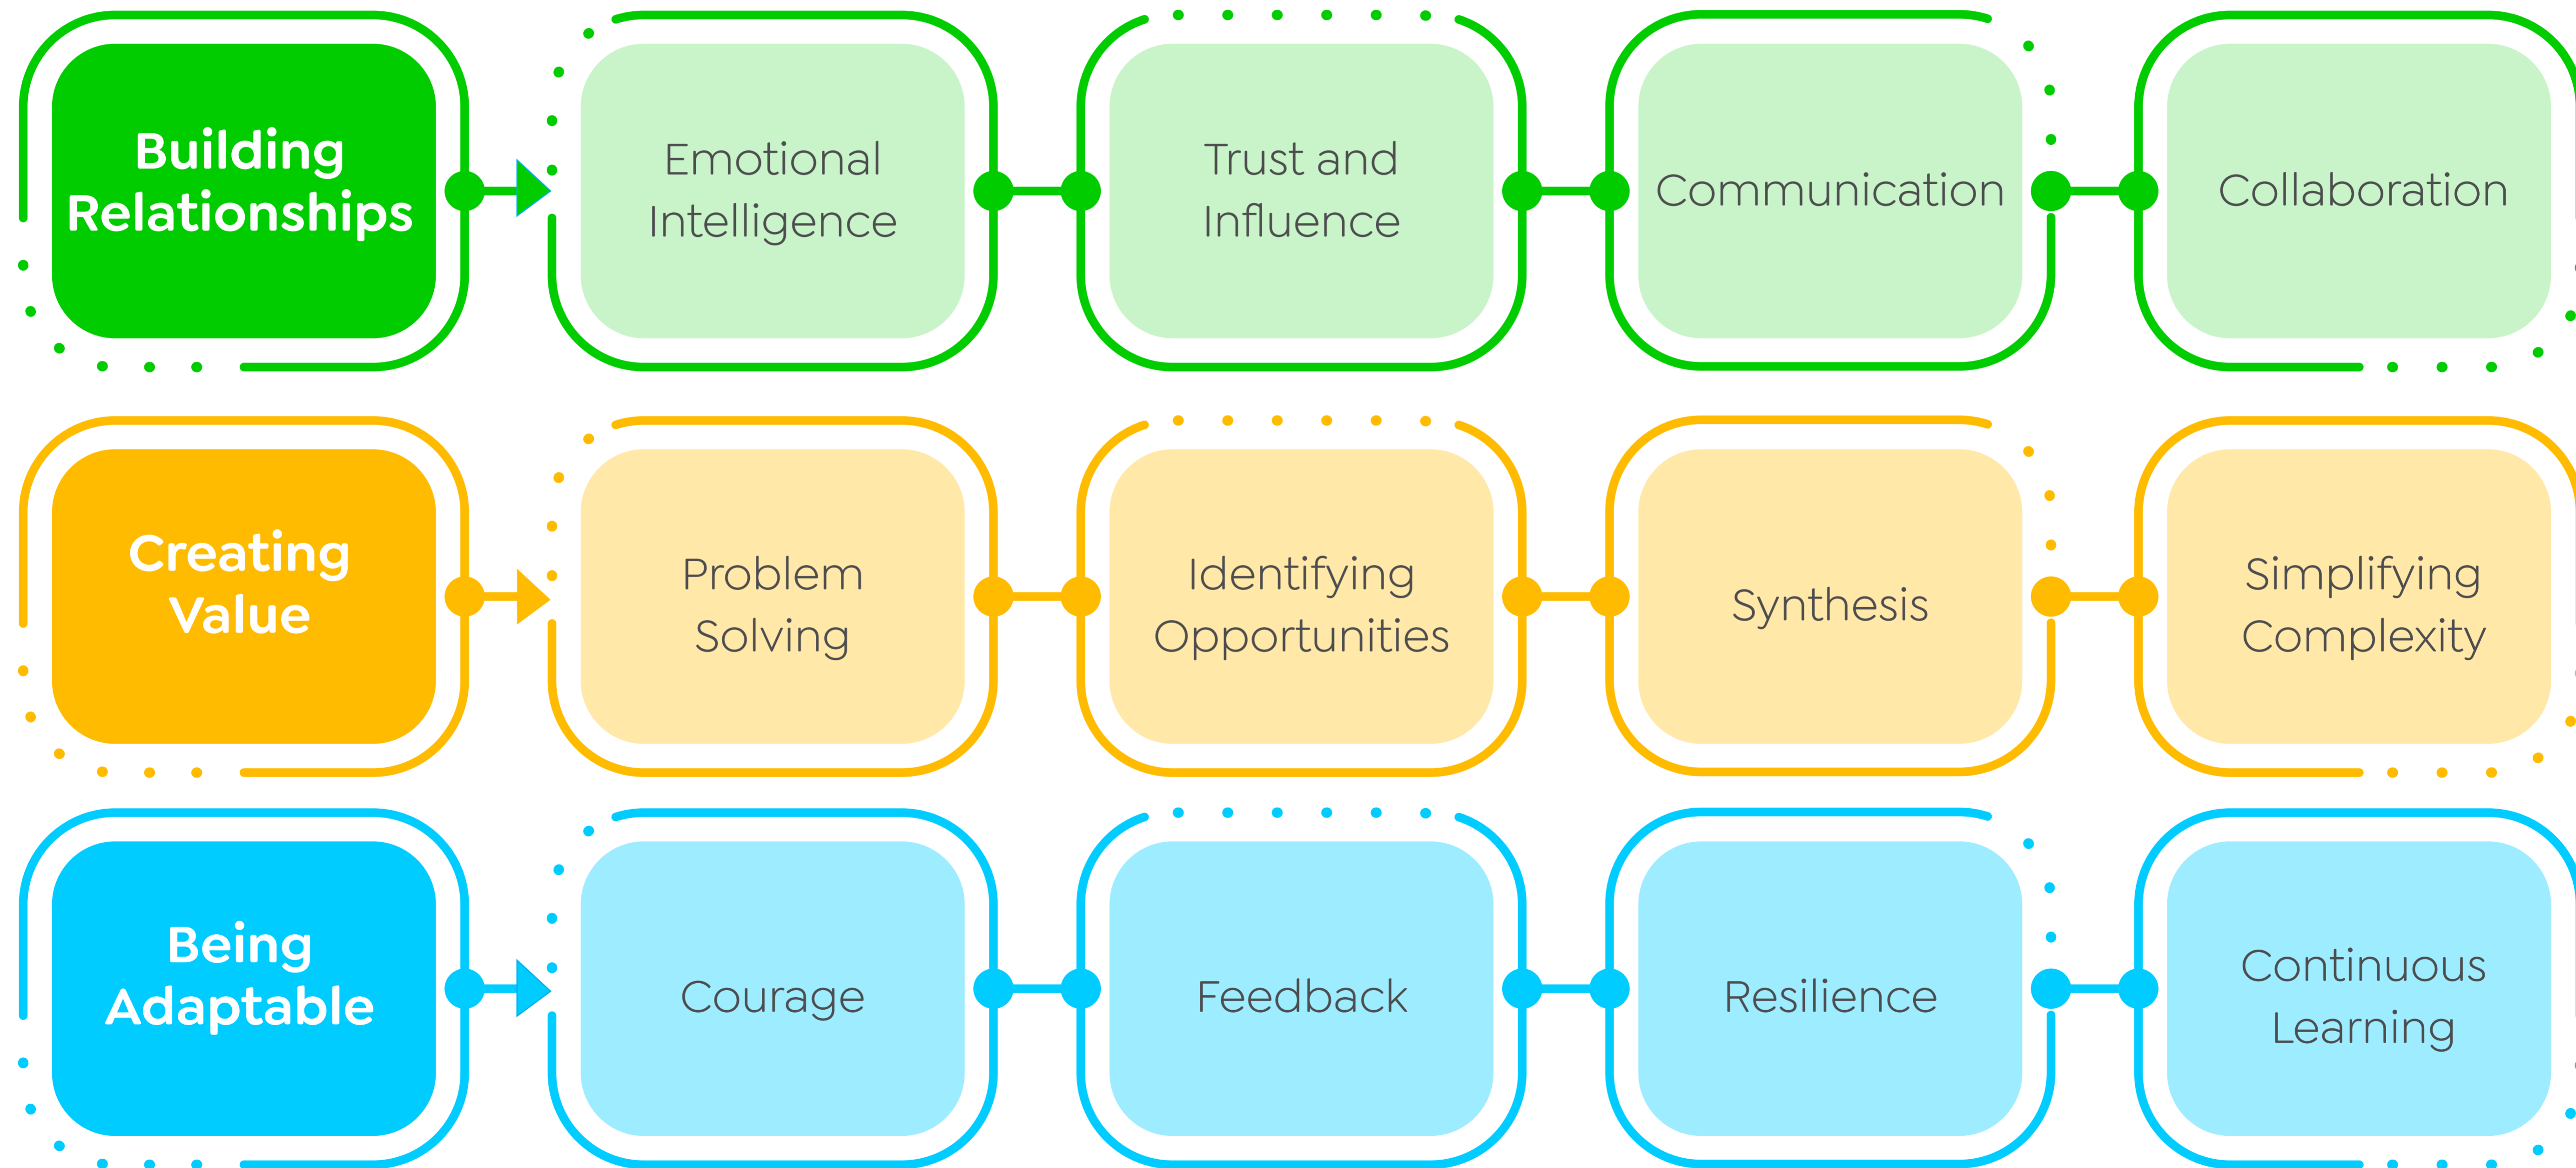 Building
Relationships
Emotional
Intelligence
Trust and
Influence
Communication
Collaboration
Creating
Value
Problem
Solving
Identifying
Opportunities
Synthesis
Simplifying
Complexity
Being
Adaptable
Courage
Feedback
Resilience
Continuous
Learning